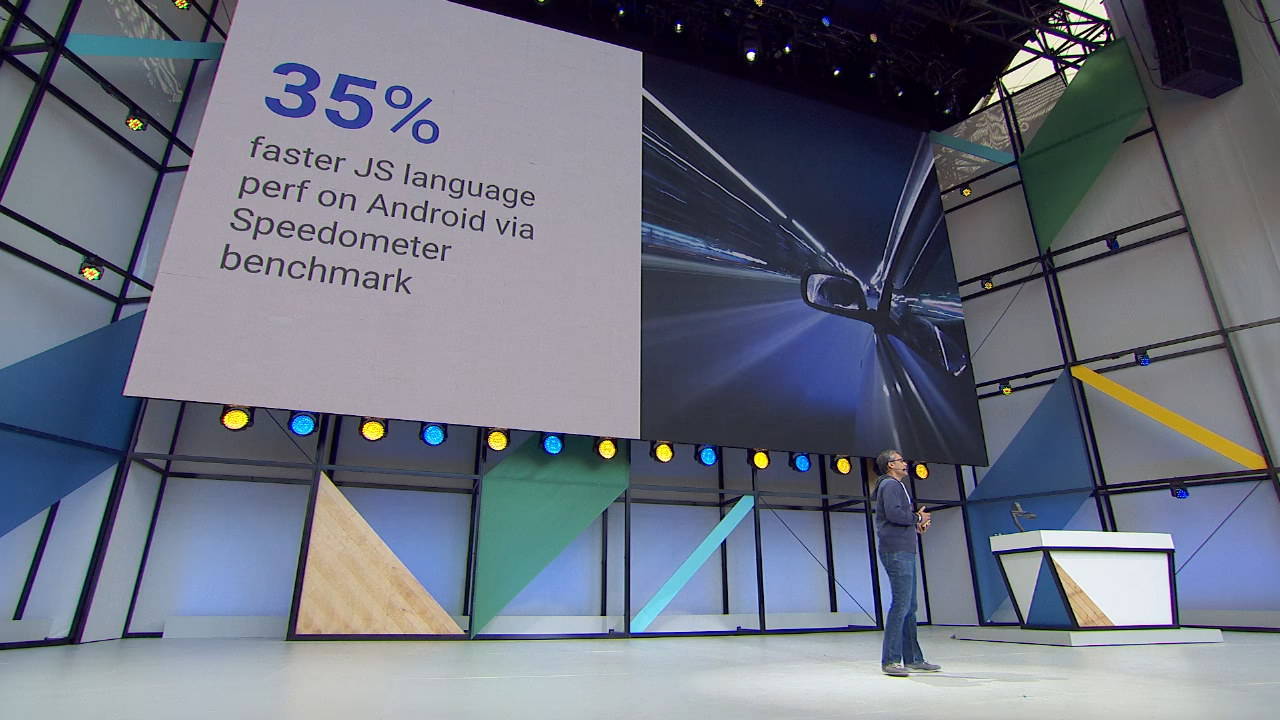 35%
faster JS language
perf on Android via
Speedometer
benchmark